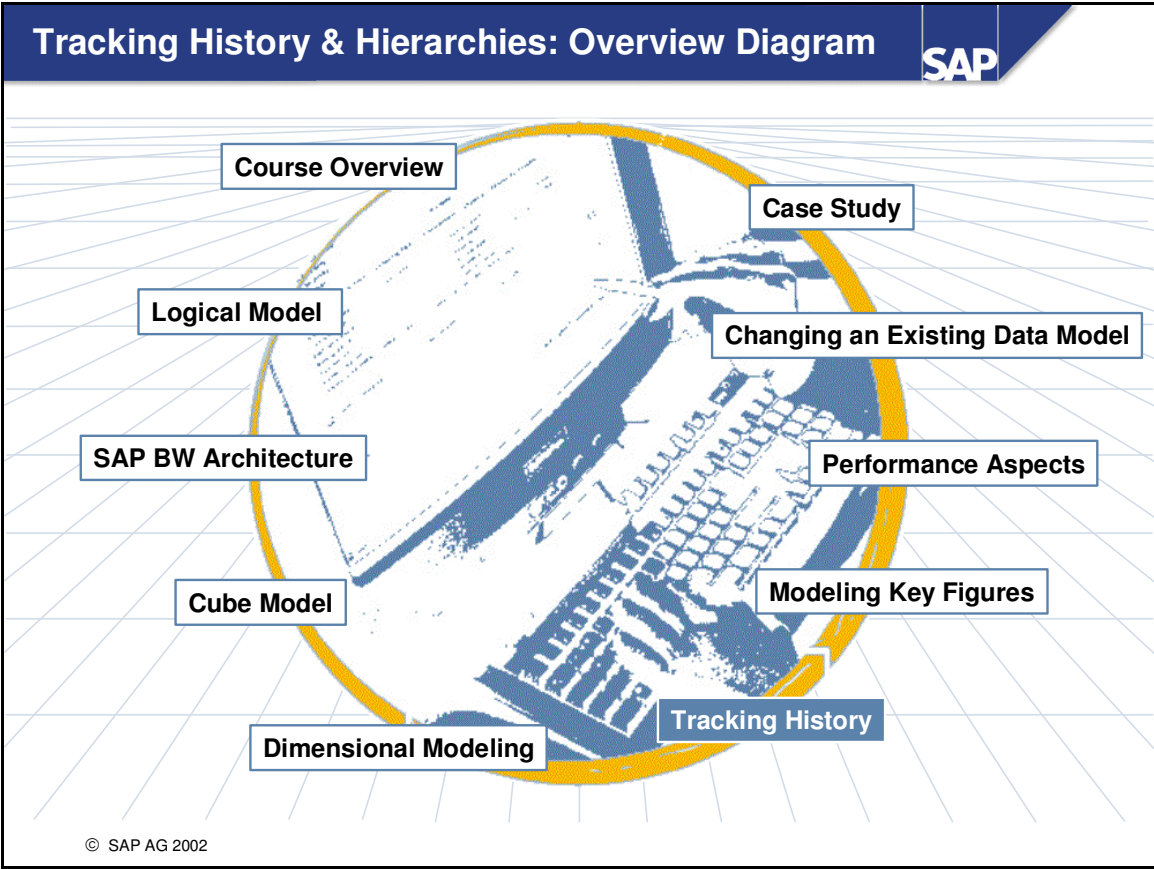 Tracking History & Hierarchies: Overview Diagram
SAP
Course Overview
Case Study
Logical Model
Changing an Existing Data Model
SAP BW Architecture
Performance Aspects
Cube Model
Modeling Key Figures
Tracking History
Dimensional Modeling
© SAP AG 2002